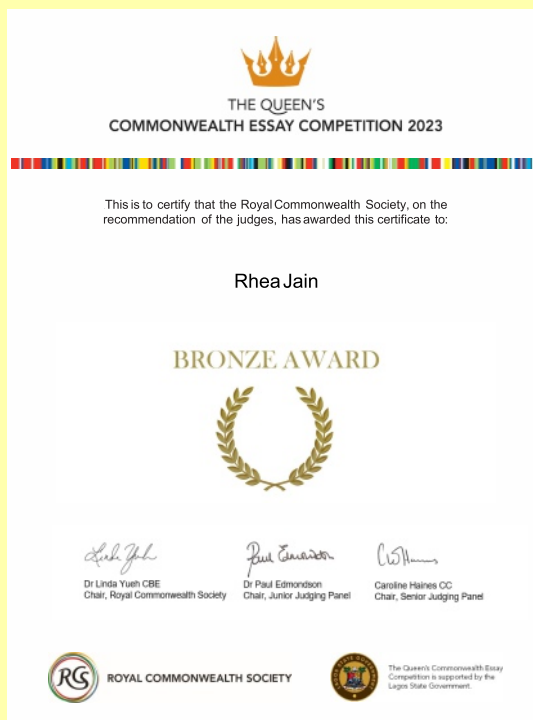 THE QUEEN'S
COMMONWEALTH ESSAY COMPETITION 2023
This is to certify that the Royal Commonwealth Society, on the
recommendation of the judges, has awarded this certificate to:
Rhea Jain
BRONZE AWARD
Dr Linda Yueh CBE
Chair, Royal Commonwealth Society
Dr Paul Edmondson
Chair, Junior Judging Panel
Caroline Haines CC
Chair, Senior Judging Panel
RCS
ROYAL COMMONWEALTH SOCIETY
LAGOS STATE GOVERNMENT
The Queen's Commonwealth Essay
Competition is supported by the
Lagos State Government.